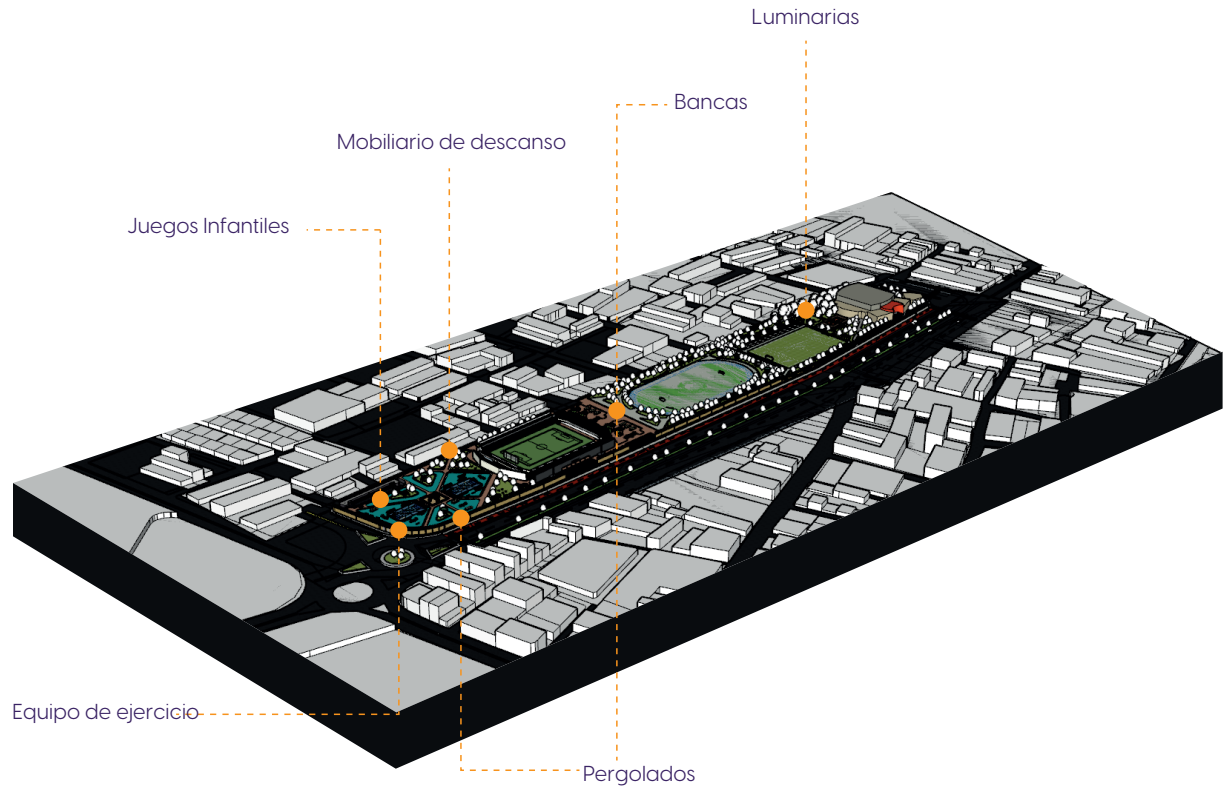 Luminarias
Bancas
Mobiliario de descanso
Juegos Infantiles
Equipo de ejercicio
Pergolados